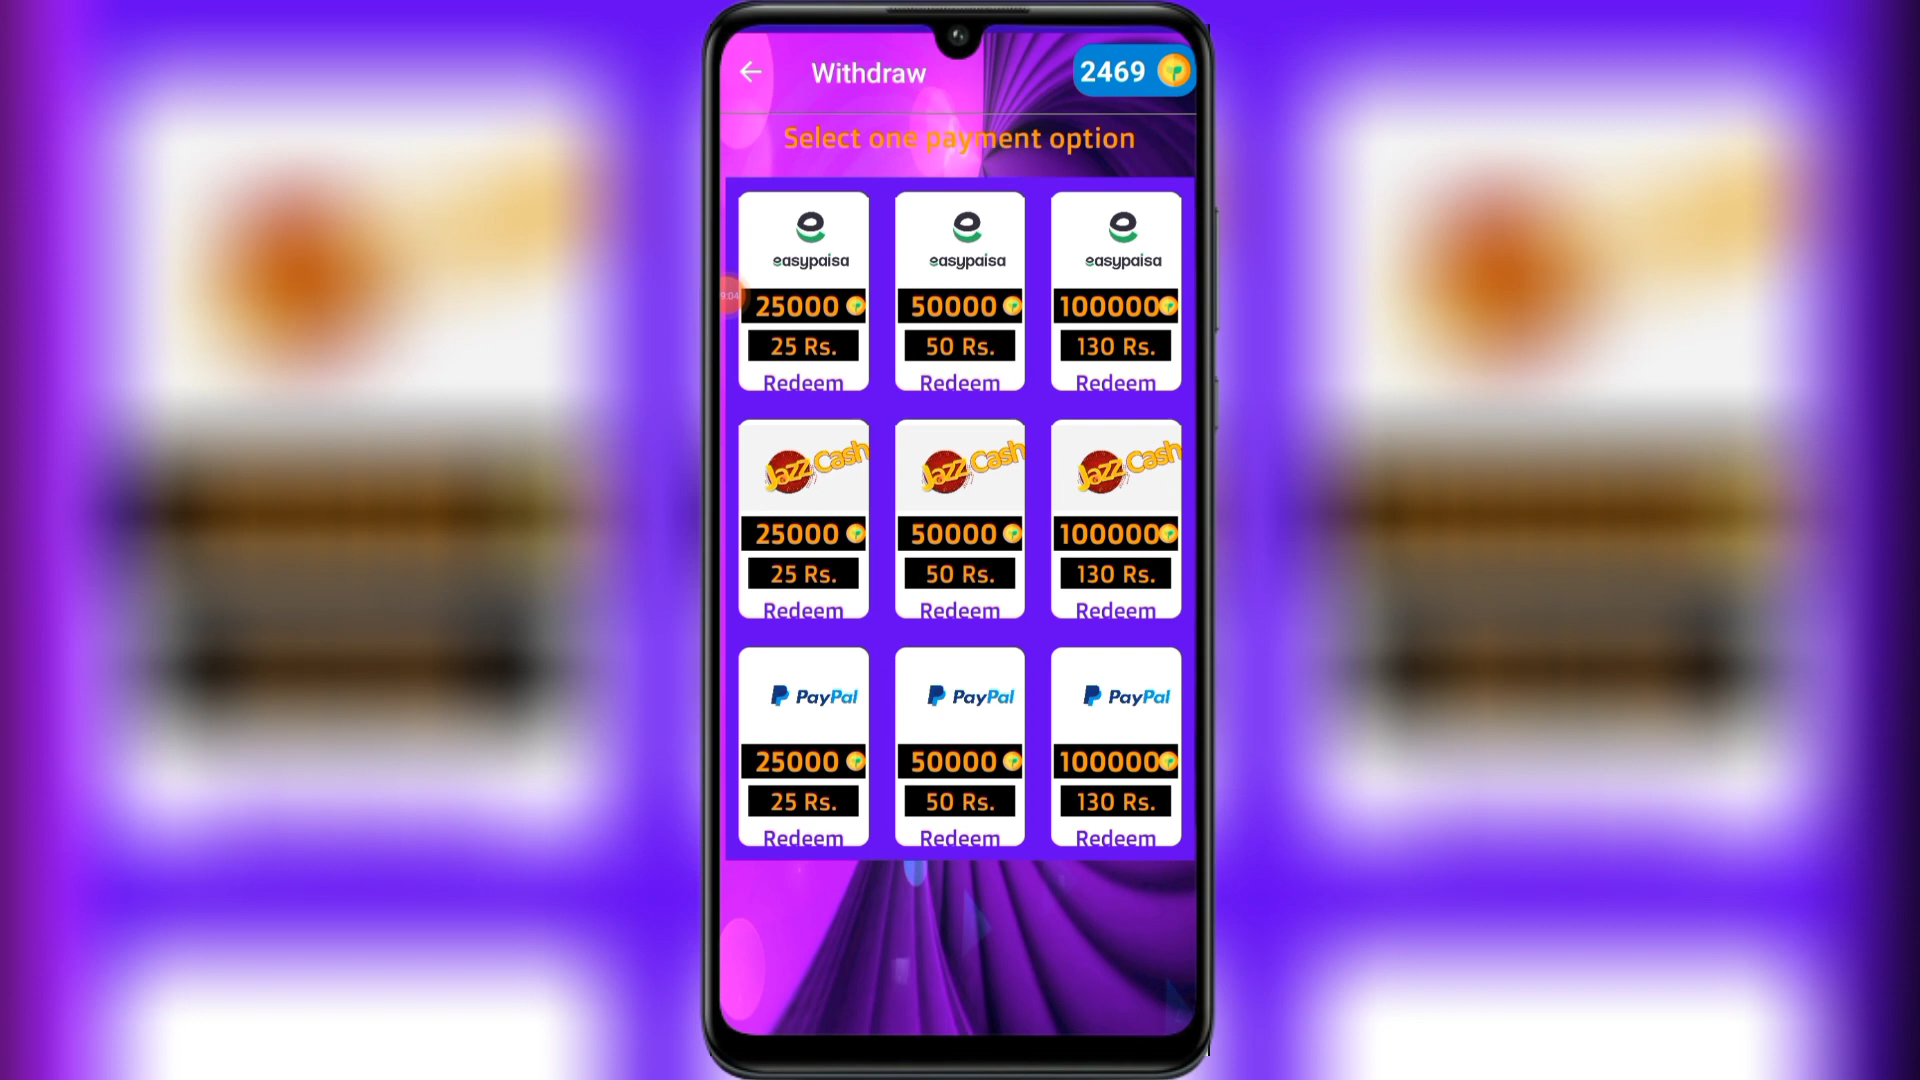 Withdraw 2469
Select one payment option
easypaisa easypaisa easypaisa
25000 50000 100000
25 Rs. 50 Rs. 130 Rs.
Redeem Redeem Redeem
9:04
Jazz Cash Jazz Cash Jazz Cash
25000 50000 100000
25 Rs. 50 Rs. 130 Rs.
Redeem Redeem Redeem
PayPal PayPal PayPal
25000 50000 100000
25 Rs. 50 Rs. 130 Rs.
Redeem Redeem Redeem